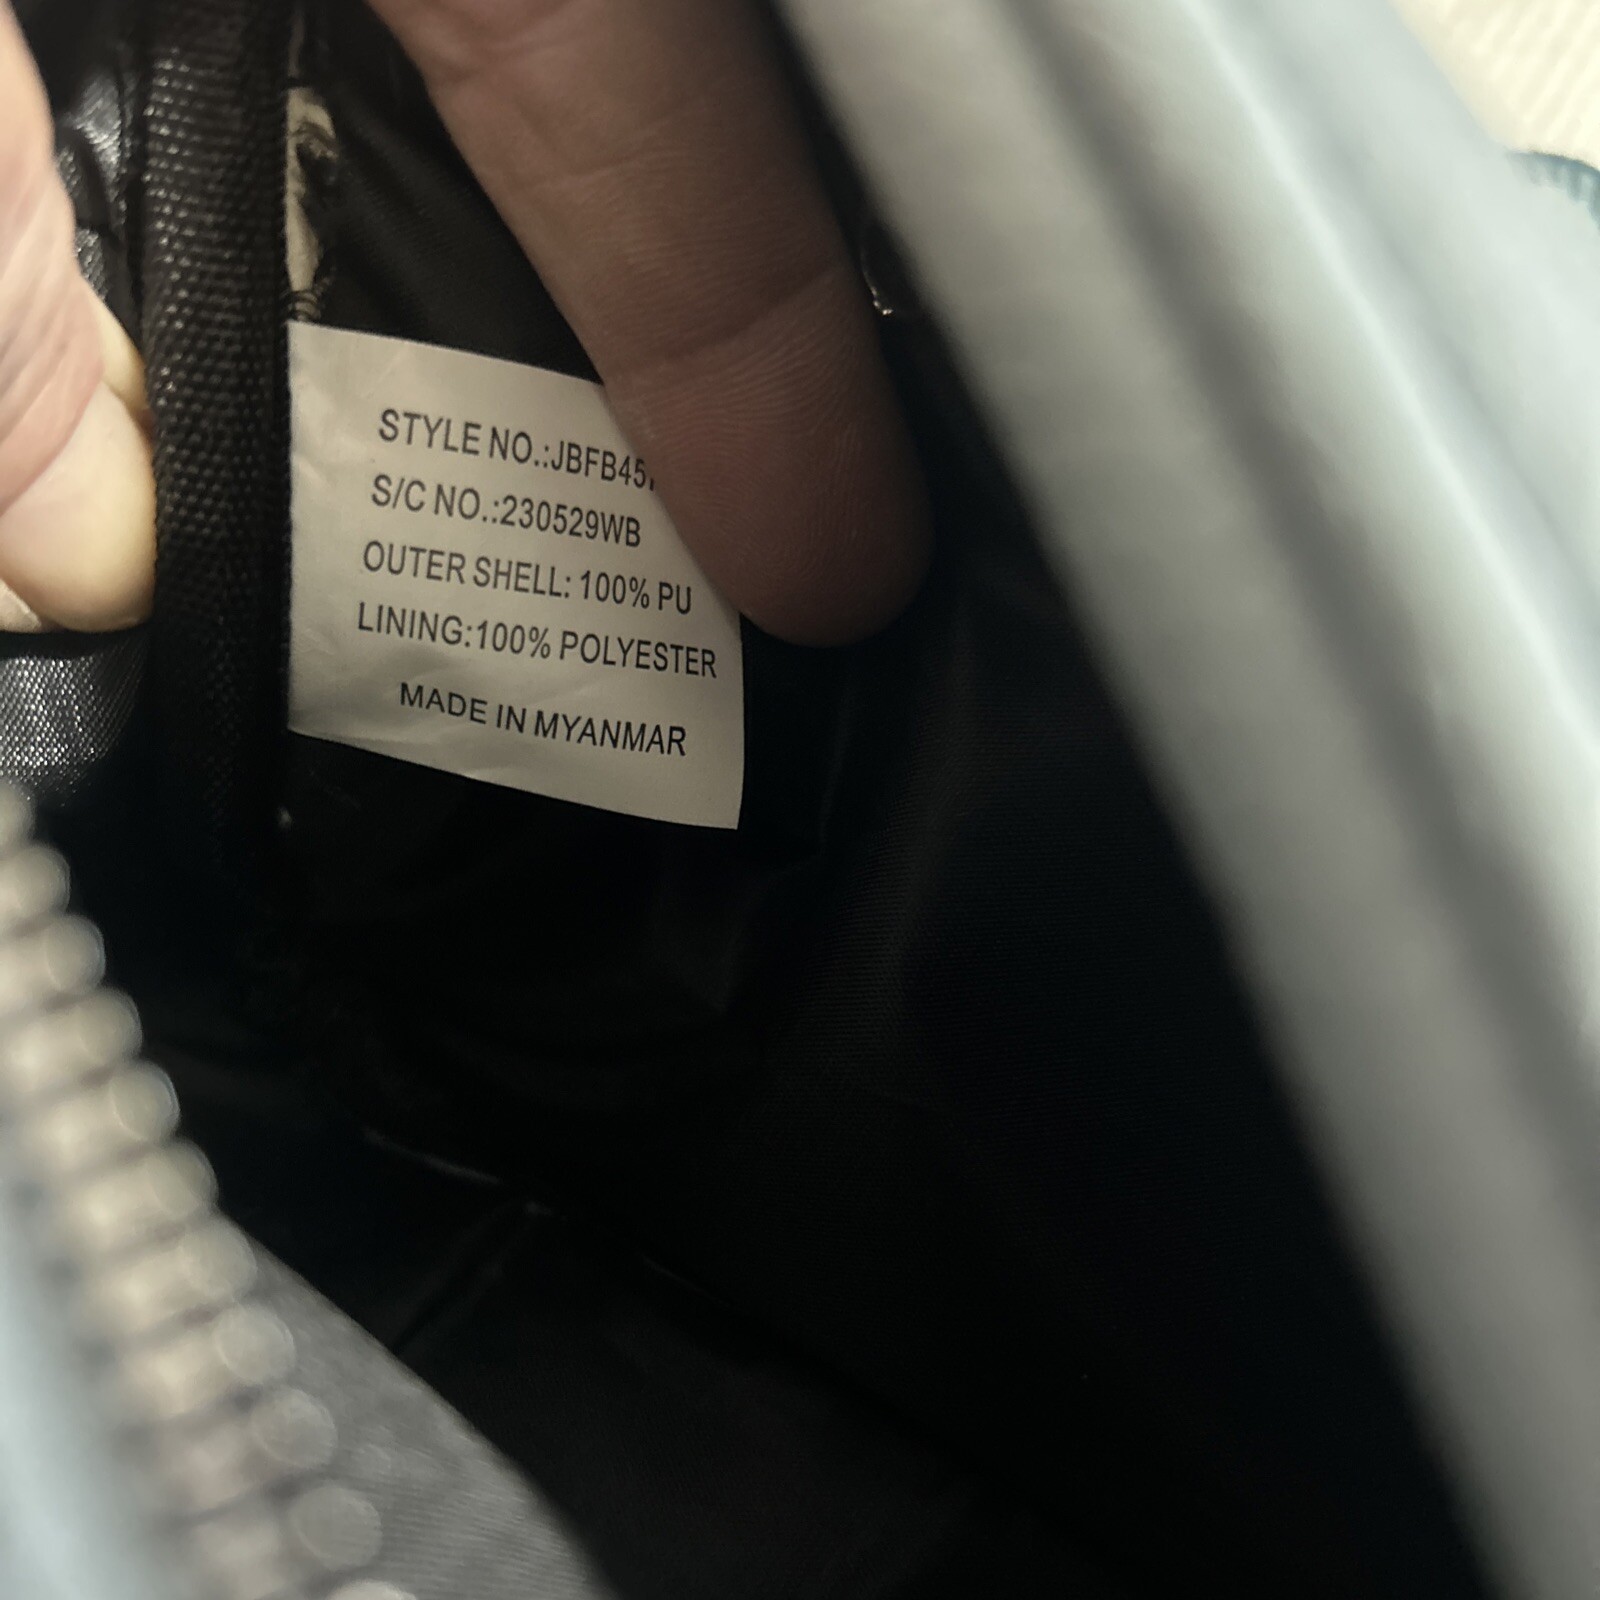 STYLE NO.:JBFB45
S/C NO.:230529WB
OUTER SHELL: 100% PU
LINING:100% POLYESTER
MADE IN MYANMAR